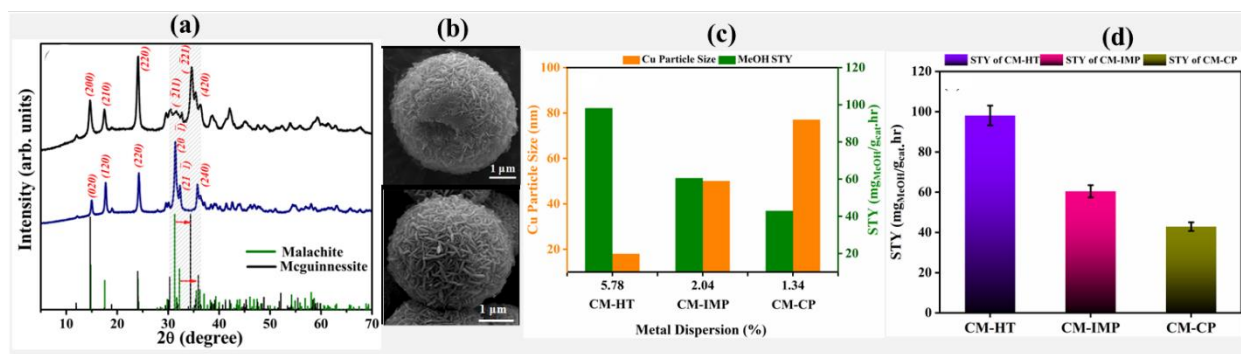 (a)
(200)
(210)
(220)
(211)
(221)
(420)
(020)
(120)
(220)
(20 1̄)
(21 1̄)
(240)
Malachite
Mcguinnessite
Intensity (arb. units)
5 10 20 30 40 50 60 70
2θ (degree)
(b)
1 μm
1 μm
(c)
Cu Particle Size MeOH STY
Cu Particle Size (nm)
100
80
60
40
20
120
100
80
60
40
20
STY (mgMeOH/gcat.hr)
5.78 2.04 1.34
CM-HT CM-IMP CM-CP
Metal Dispersion (%)
(d)
STY of CM-HT STY of CM-IMP STY of CM-CP
STY (mgMeOH/gcat.hr)
120
100
80
60
40
20
0
CM-HT CM-IMP CM-CP